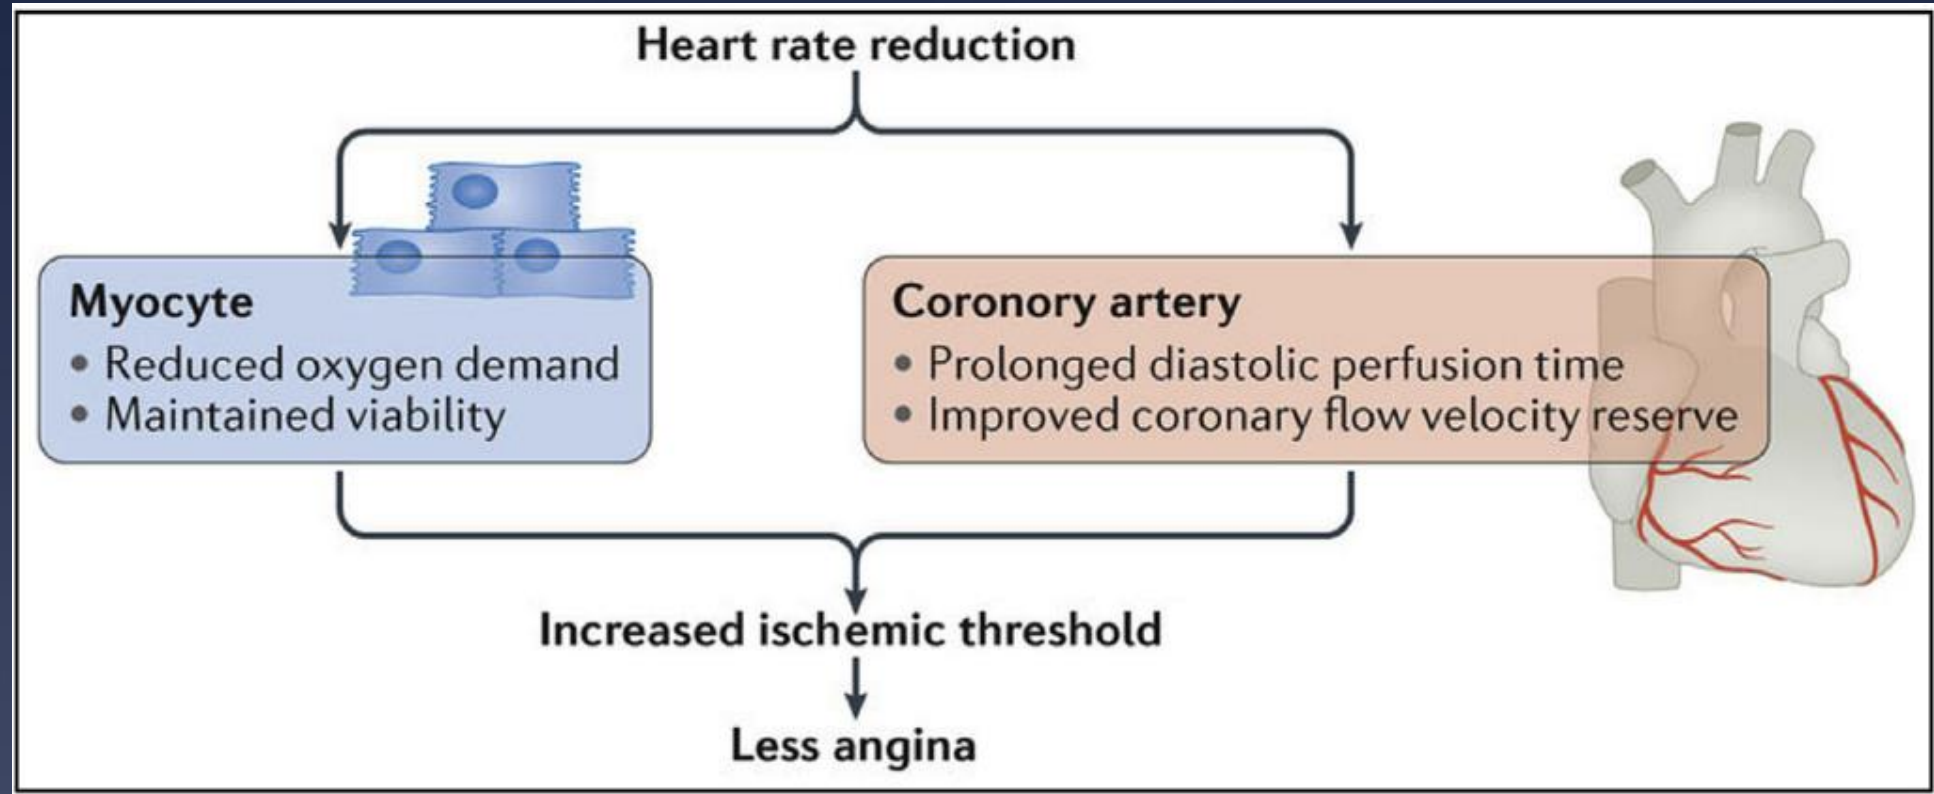 Heart rate reduction
Myocyte
• Reduced oxygen demand
• Maintained viability
Coronory artery
• Prolonged diastolic perfusion time
• Improved coronary flow velocity reserve
Increased ischemic threshold
Less angina